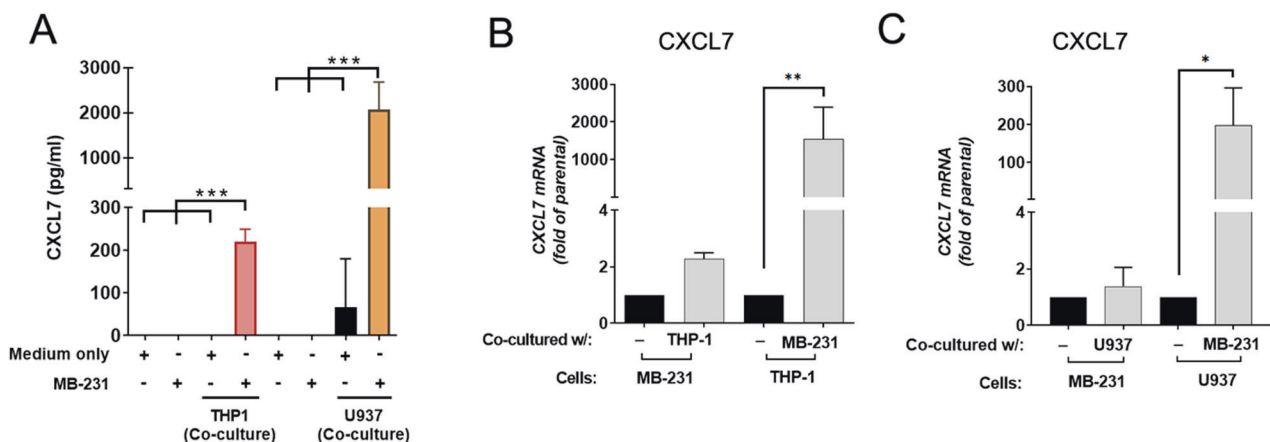 A
CXCL7 (pg/ml)
3000
2000
1000
300
200
100
0
***
***
Medium only + - + - + - + -
MB-231 - + - + - + - +
THP1
(Co-culture)
U937
(Co-culture)
B
CXCL7
CXCL7 mRNA
(fold of parental)
3000
2000
1000
4
2
0
**
Co-cultured w/: – THP-1 – MB-231
Cells: MB-231 THP-1
C
CXCL7
CXCL7 mRNA
(fold of parental)
300
200
100
4
2
0
*
Co-cultured w/: – U937 – MB-231
Cells: MB-231 U937